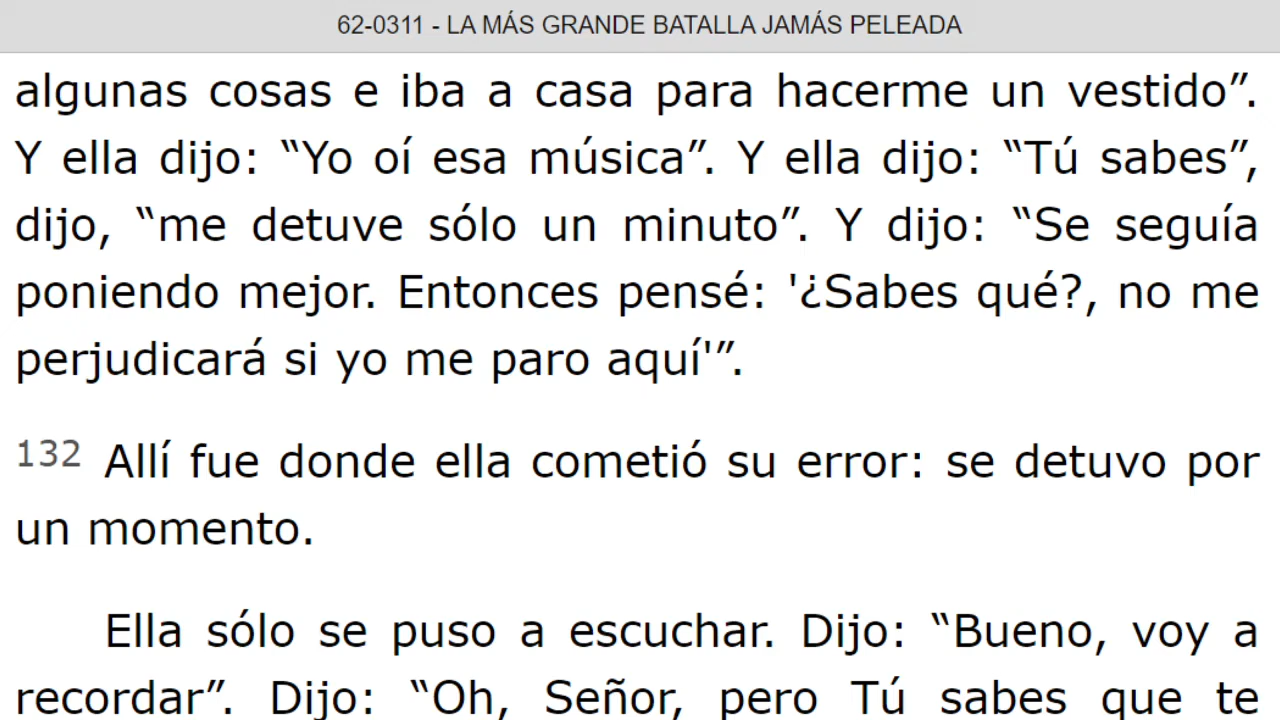 62-0311 - LA MÁS GRANDE BATALLA JAMÁS PELEADA
algunas cosas e iba a casa para hacerme un vestido”.
Y ella dijo: “Yo oí esa música”. Y ella dijo: “Tú sabes”,
dijo, “me detuve sólo un minuto”. Y dijo: “Se seguía
poniendo mejor. Entonces pensé: '¿Sabes qué?, no me
perjudicará si yo me paro aquí'”.
132 Allí fue donde ella cometió su error: se detuvo por
un momento.
Ella sólo se puso a escuchar. Dijo: “Bueno, voy a
recordar”. Dijo: “Oh, Señor, pero Tú sabes que te